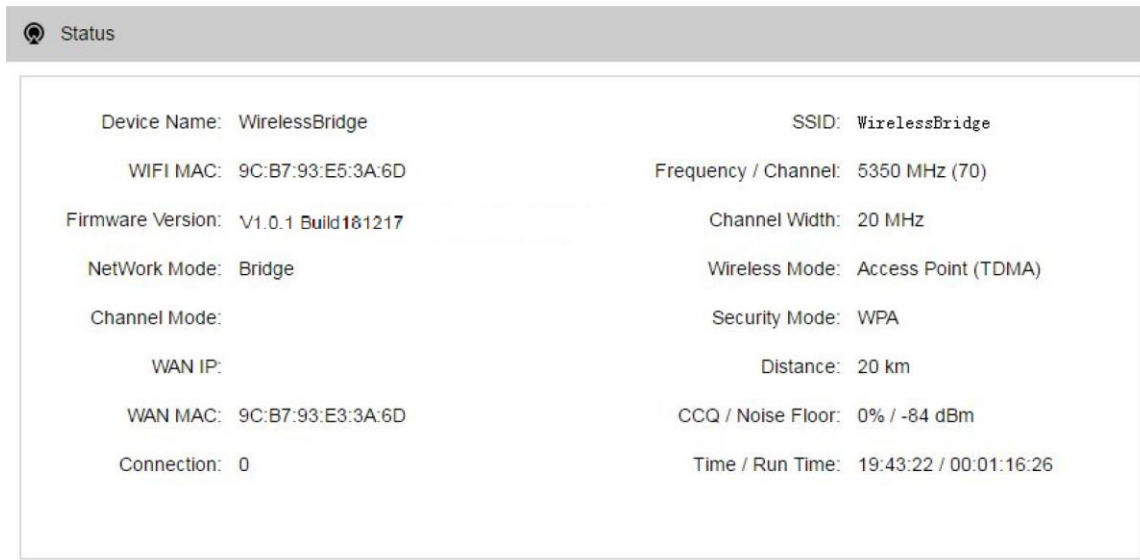 Status
Device Name: WirelessBridge
SSID: WirelessBridge
WIFI MAC: 9C:B7:93:E5:3A:6D
Frequency / Channel: 5350 MHz (70)
Firmware Version: V1.0.1 Build181217
Channel Width: 20 MHz
NetWork Mode: Bridge
Wireless Mode: Access Point (TDMA)
Channel Mode:
Security Mode: WPA
WAN IP:
Distance: 20 km
WAN MAC: 9C:B7:93:E3:3A:6D
CCQ / Noise Floor: 0% / -84 dBm
Connection: 0
Time / Run Time: 19:43:22 / 00:01:16:26